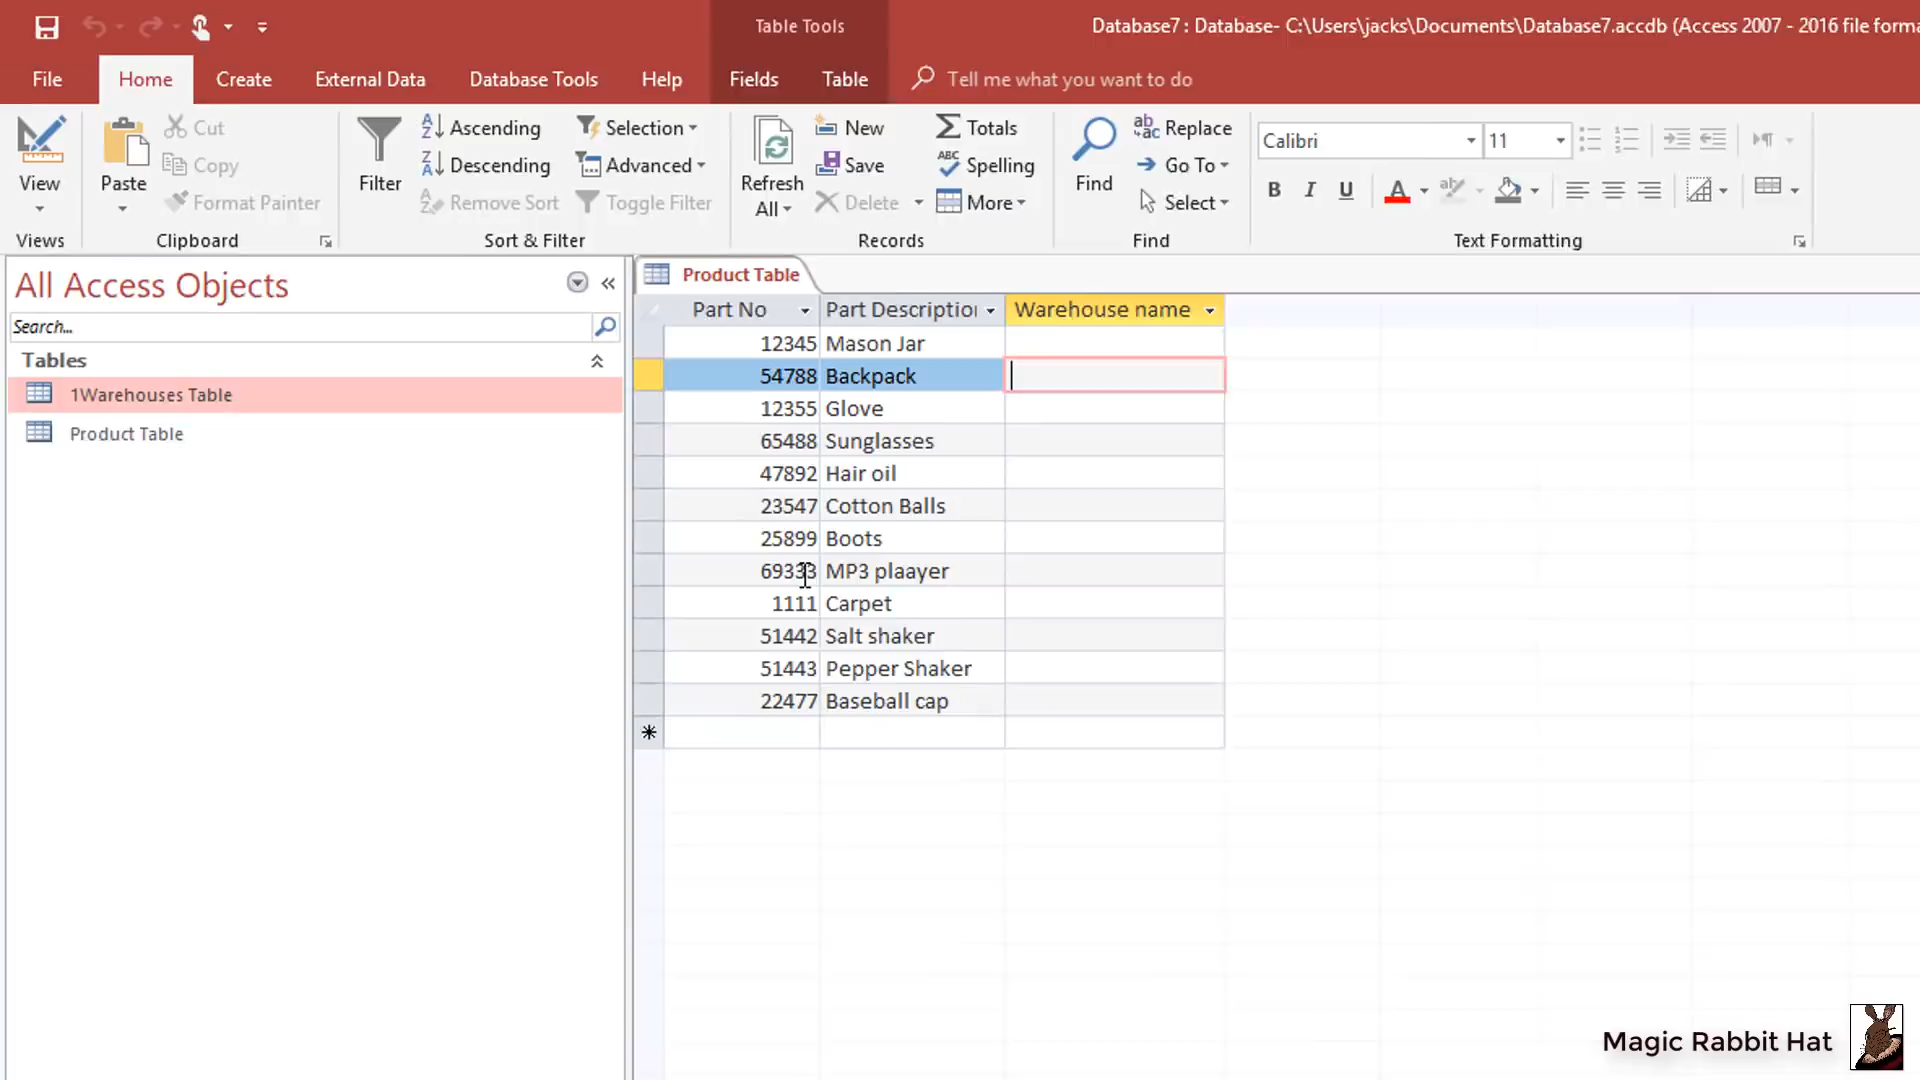 Table Tools
Database7 : Database- C:\Users\jacks\Documents\Database7.accdb (Access 2007 - 2016 file forma
File Home Create External Data Database Tools Help Fields Table Tell me what you want to do
View
Views
Paste
Cut
Copy
Format Painter
Clipboard
Filter
Ascending
Descending
Remove Sort
Selection
Advanced
Toggle Filter
Sort & Filter
Refresh
All
New
Save
Delete
Totals
Spelling
More
Records
Find
Replace
Go To
Select
Find
Calibri 11
B I U A
Text Formatting
All Access Objects
Search...
Tables
1Warehouses Table
Product Table
Product Table
Part No Part Description Warehouse name
12345 Mason Jar
54788 Backpack
12355 Glove
65488 Sunglasses
47892 Hair oil
23547 Cotton Balls
25899 Boots
69333 MP3 plaayer
1111 Carpet
51442 Salt shaker
51443 Pepper Shaker
22477 Baseball cap
Magic Rabbit Hat